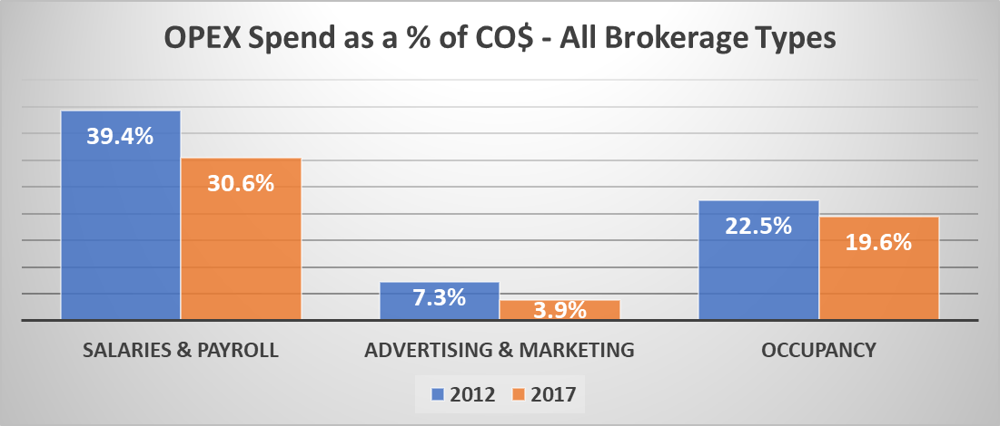 OPEX Spend as a % of CO$ - All Brokerage Types
39.4%
30.6%
7.3%
3.9%
22.5%
19.6%
SALARIES & PAYROLL
ADVERTISING & MARKETING
OCCUPANCY
2012
2017